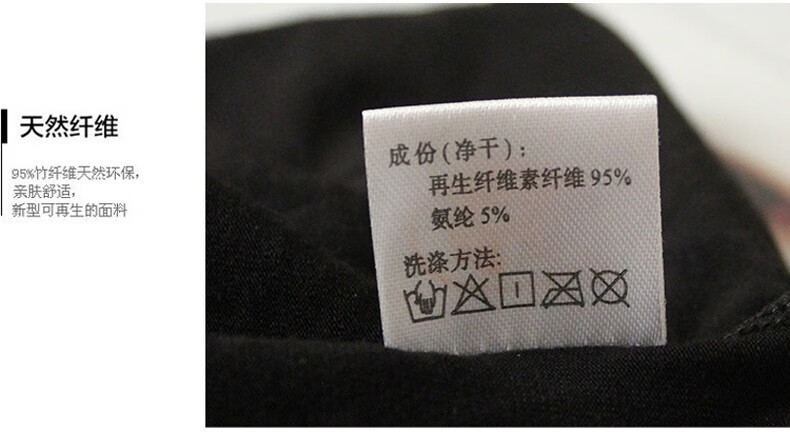 天然纤维
95%竹纤维天然环保，
亲肤舒适，
新型可再生的面料
成份(净干)：
再生纤维素纤维 95%
氨纶 5%
洗涤方法: